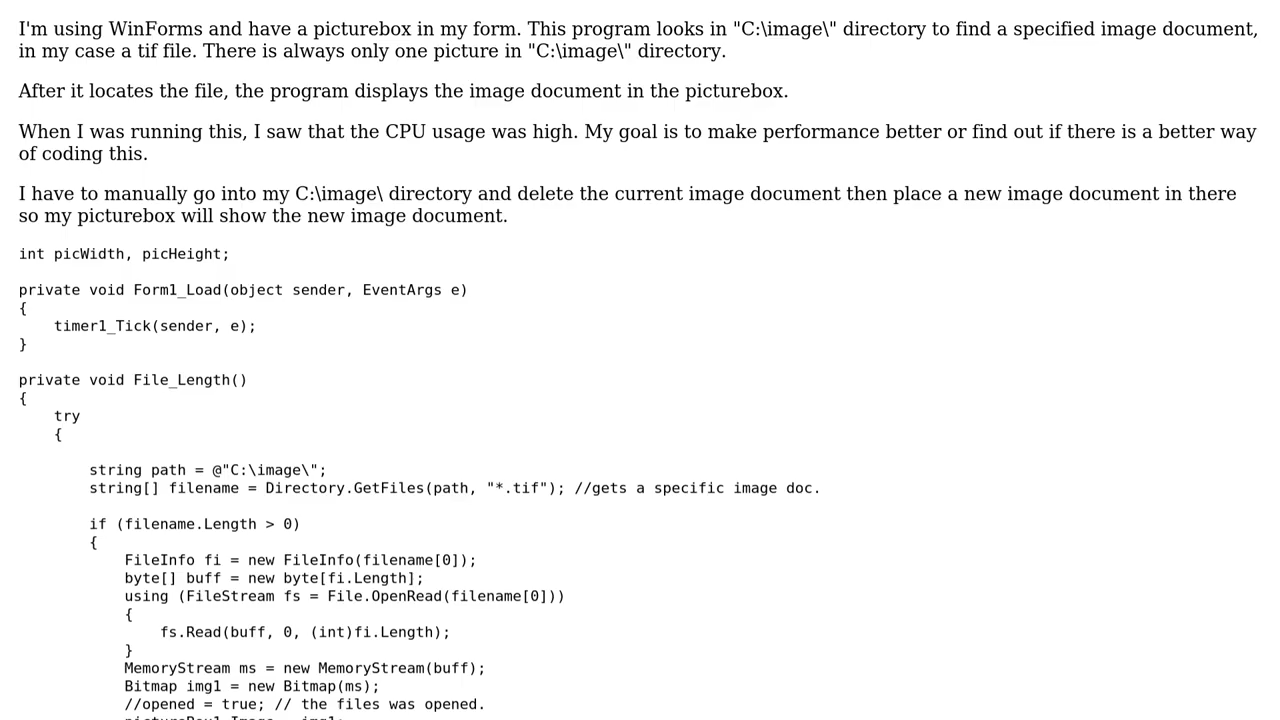 I'm using WinForms and have a picturebox in my form. This program looks in "C:\image\" directory to find a specified image document,
in my case a tif file. There is always only one picture in "C:\image\" directory.
After it locates the file, the program displays the image document in the picturebox.
When I was running this, I saw that the CPU usage was high. My goal is to make performance better or find out if there is a better way
of coding this.
I have to manually go into my C:\image\ directory and delete the current image document then place a new image document in there
so my picturebox will show the new image document.
int picWidth, picHeight;
private void Form1_Load(object sender, EventArgs e)
{
    timer1_Tick(sender, e);
}
private void File_Length()
{
    try
    {
        string path = @"C:\image\";
        string[] filename = Directory.GetFiles(path, "*.tif"); //gets a specific image doc.
        if (filename.Length > 0)
        {
            FileInfo fi = new FileInfo(filename[0]);
            byte[] buff = new byte[fi.Length];
            using (FileStream fs = File.OpenRead(filename[0]))
            {
                fs.Read(buff, 0, (int)fi.Length);
            }
            MemoryStream ms = new MemoryStream(buff);
            Bitmap img1 = new Bitmap(ms);
            //opened = true; // the files was opened.